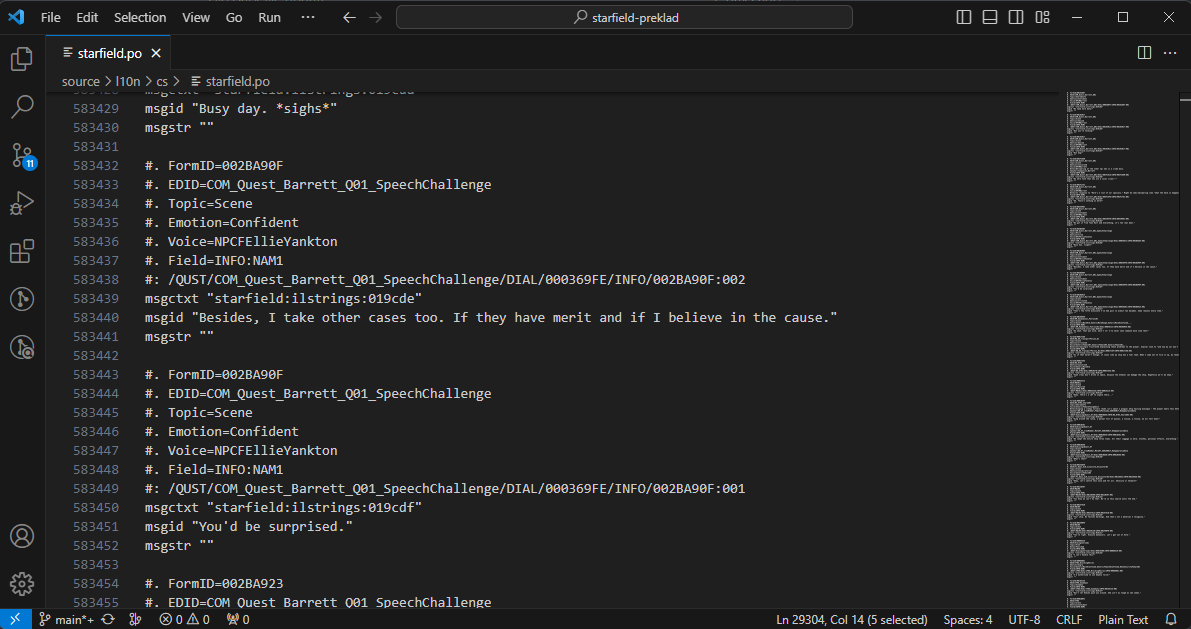 File Edit Selection View Go Run ··· starfield-preklad
starfield.po
source > l10n > cs > starfield.po
583429 msgid "Busy day. *sighs*"
583430 msgstr ""
583431
583432 #. FormID=002BA90F
583433 #. EDID=COM_Quest_Barrett_Q01_SpeechChallenge
583434 #. Topic=Scene
583435 #. Emotion=Confident
583436 #. Voice=NPCFEllieYankton
583437 #. Field=INFO:NAM1
583438 #: /QUST/COM_Quest_Barrett_Q01_SpeechChallenge/DIAL/000369FE/INFO/002BA90F:002
583439 msgctxt "starfield:ilstrings:019cde"
583440 msgid "Besides, I take other cases too. If they have merit and if I believe in the cause."
583441 msgstr ""
583442
583443 #. FormID=002BA90F
583444 #. EDID=COM_Quest_Barrett_Q01_SpeechChallenge
583445 #. Topic=Scene
583446 #. Emotion=Confident
583447 #. Voice=NPCFEllieYankton
583448 #. Field=INFO:NAM1
583449 #: /QUST/COM_Quest_Barrett_Q01_SpeechChallenge/DIAL/000369FE/INFO/002BA90F:001
583450 msgctxt "starfield:ilstrings:019cdf"
583451 msgid "You'd be surprised."
583452 msgstr ""
583453
583454 #. FormID=002BA923
583455 #. EDID=COM_Quest_Barrett_Q01_SpeechChallenge
11
main*+ 0 0 0 Ln 29304, Col 14 (5 selected) Spaces: 4 UTF-8 CRLF Plain Text